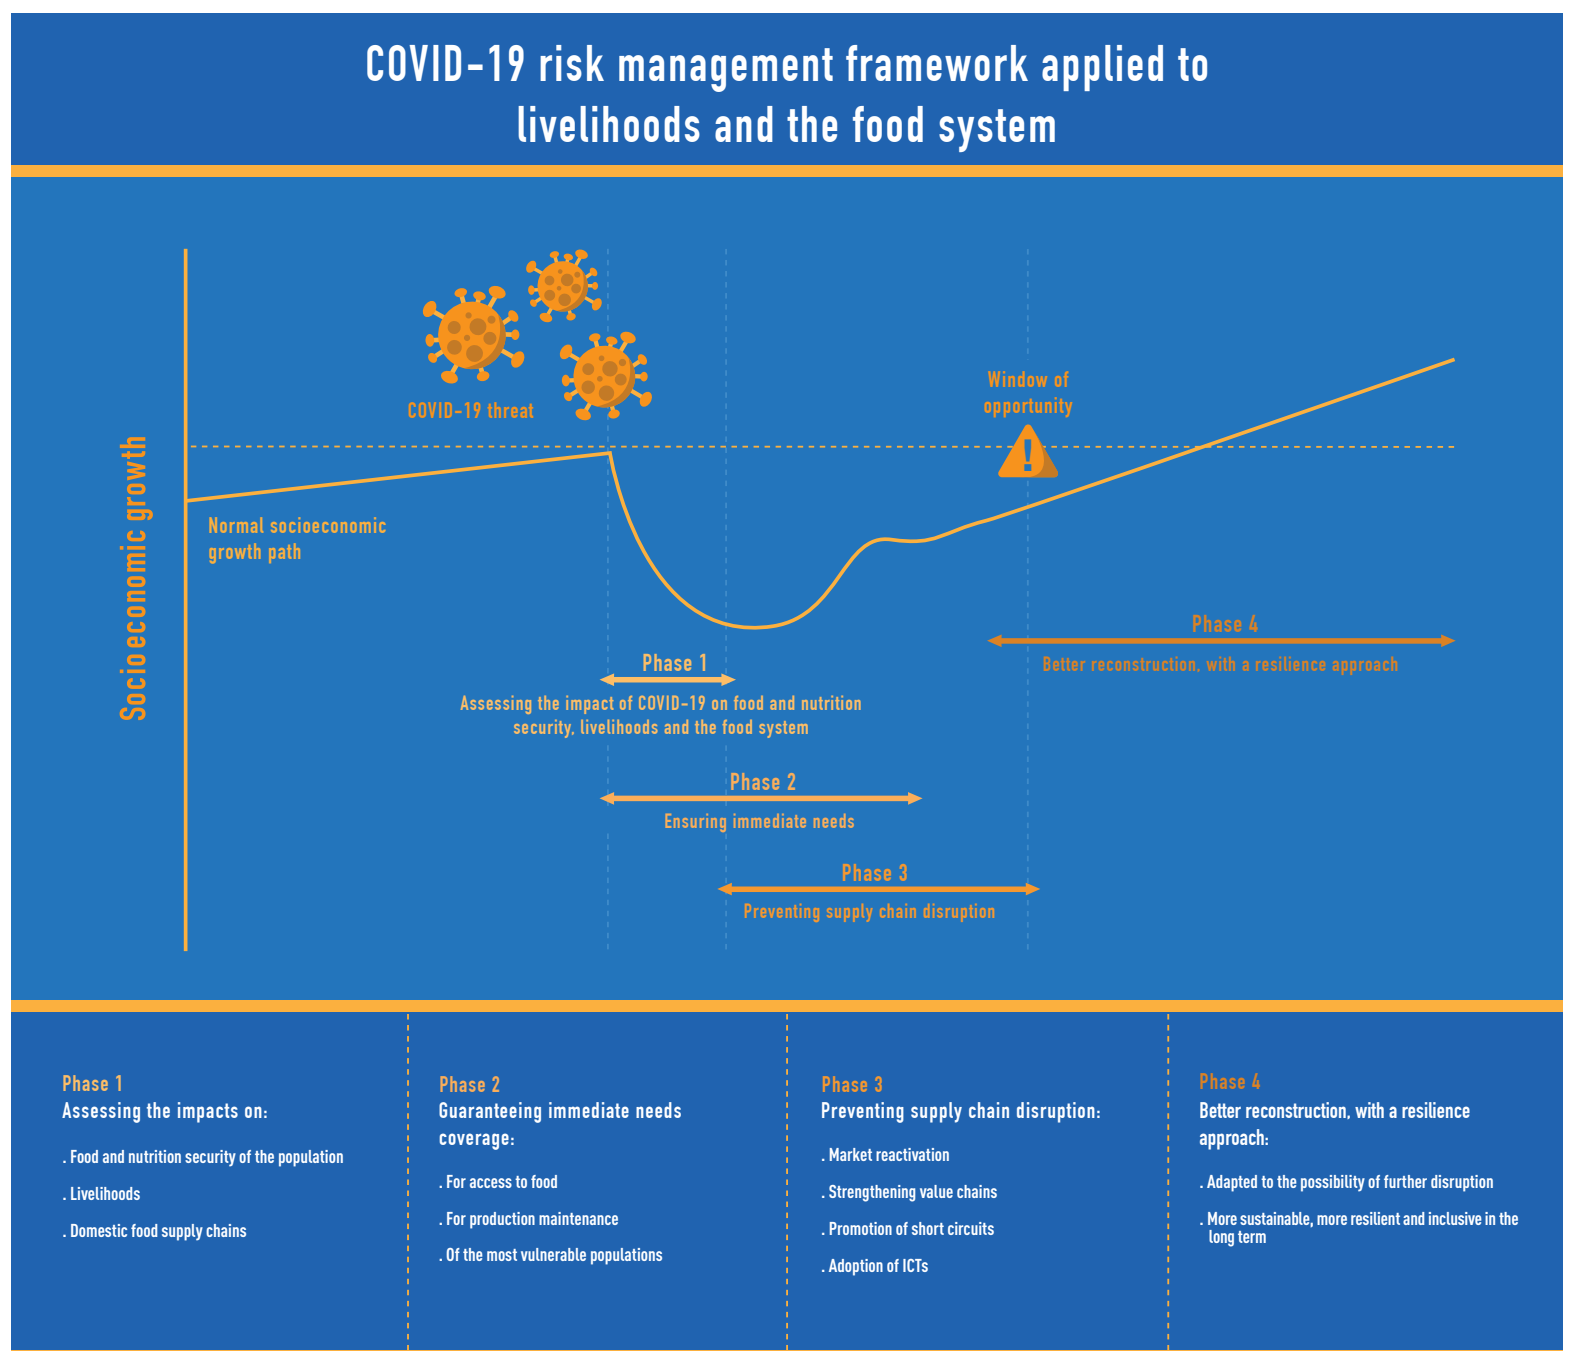 COVID-19 risk management framework applied to
livelihoods and the food system
COVID-19 threat
Window of
opportunity
Socioeconomic growth
Normal socioeconomic
growth path
Phase 4
Better reconstruction, with a resilience approach
Phase 1
Assessing the impact of COVID-19 on food and nutrition
security, livelihoods and the food system
Phase 2
Ensuring immediate needs
Phase 3
Preventing supply chain disruption
Phase 1
Assessing the impacts on:
. Food and nutrition security of the population
. Livelihoods
. Domestic food supply chains
Phase 2
Guaranteeing immediate needs
coverage:
. For access to food
. For production maintenance
. Of the most vulnerable populations
Phase 3
Preventing supply chain disruption:
. Market reactivation
. Strengthening value chains
. Promotion of short circuits
. Adoption of ICTs
Phase 4
Better reconstruction, with a resilience
approach:
. Adapted to the possibility of further disruption
. More sustainable, more resilient and inclusive in the
long term